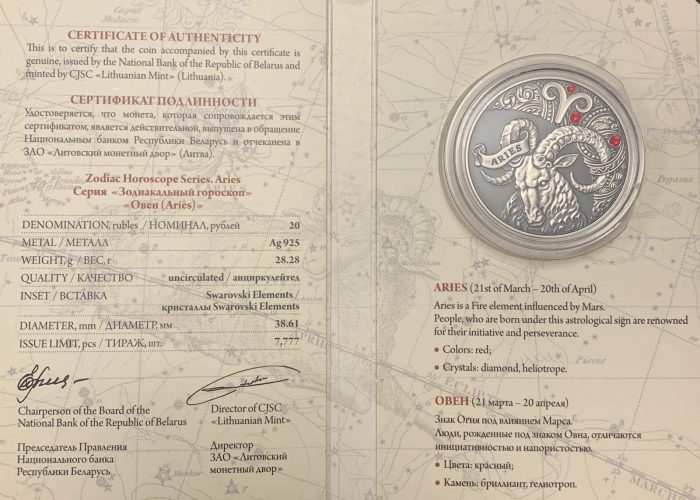 CERTIFICATE OF AUTHENTICITY
This is to certify that the coin accompanied by this certificate is
genuine, issued by the National Bank of the Republic of Belarus and
minted by CJSC «Lithuanian Mint» (Lithuania).
СЕРТИФИКАТ ПОДЛИННОСТИ
Удостоверяется, что монета, которая сопровождается этим
сертификатом, является действительной, выпущена в обращение
Национальным банком Республики Беларусь и отчеканена в
ЗАО «Литовский монетный двор» (Литва).
Zodiac Horoscope Series. Aries
Серия «Зодиакальный гороскоп»
«Овен (Aries)»
DENOMINATION, rubles / НОМИНАЛ, рублей 20
METAL / МЕТАЛЛ Ag 925
WEIGHT, g / ВЕС, г 28.28
QUALITY / КАЧЕСТВО uncirculated / анциркулейтед
INSET / ВСТАВКА Swarovski Elements /
кристаллы Swarovski Elements
DIAMETER, mm / ДИАМЕТР, мм 38.61
ISSUE LIMIT, pcs / ТИРАЖ, шт. 7,777
Chairperson of the Board of the
National Bank of the Republic of Belarus
Director of CJSC
«Lithuanian Mint»
Председатель Правления
Национального банка
Республики Беларусь
Директор
ЗАО «Литовский
монетный двор»
ARIES
ARIES (21st of March – 20th of April)
Aries is a Fire element influenced by Mars.
People, who are born under this astrological sign are renowned
for their initiative and perseverance.
• Colors: red;
• Crystals: diamond, heliotrope.
ОВЕН (21 марта – 20 апреля)
Знак Огня под влиянием Марса.
Люди, рожденные под знаком Овна, отличаются
инициативностью и напористостью.
• Цвета: красный;
• Камень: бриллиант, гелиотроп.
ARIES
Pisces